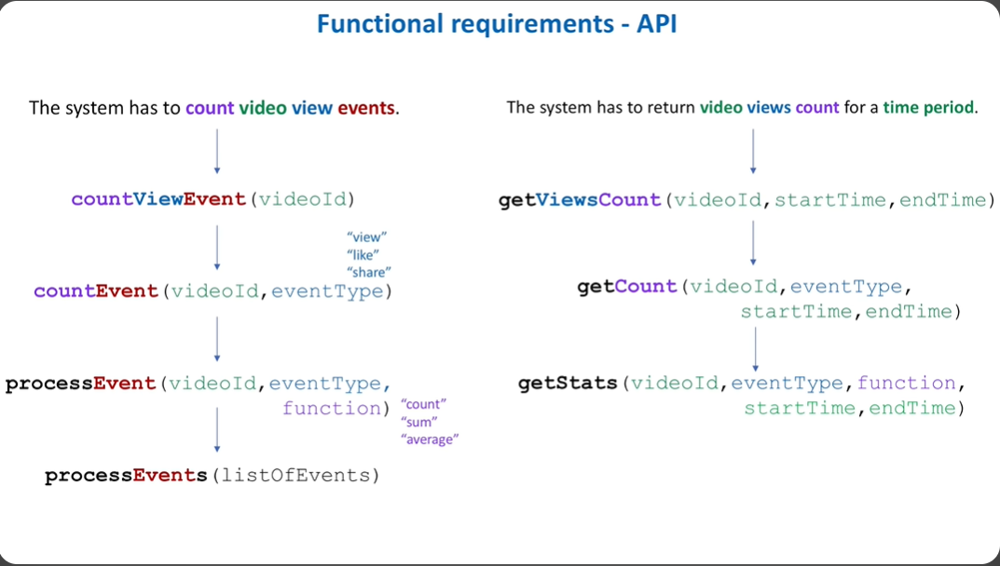 Functional requirements - API
The system has to count video view events.
countViewEvent(videoId)
“view”
“like”
“share”
countEvent(videoId,eventType)
processEvent(videoId,eventType,
function)
“count”
“sum”
“average”
processEvents(listOfEvents)
The system has to return video views count for a time period.
getViewsCount(videoId,startTime,endTime)
getCount(videoId,eventType,
startTime,endTime)
getStats(videoId,eventType,function,
startTime,endTime)